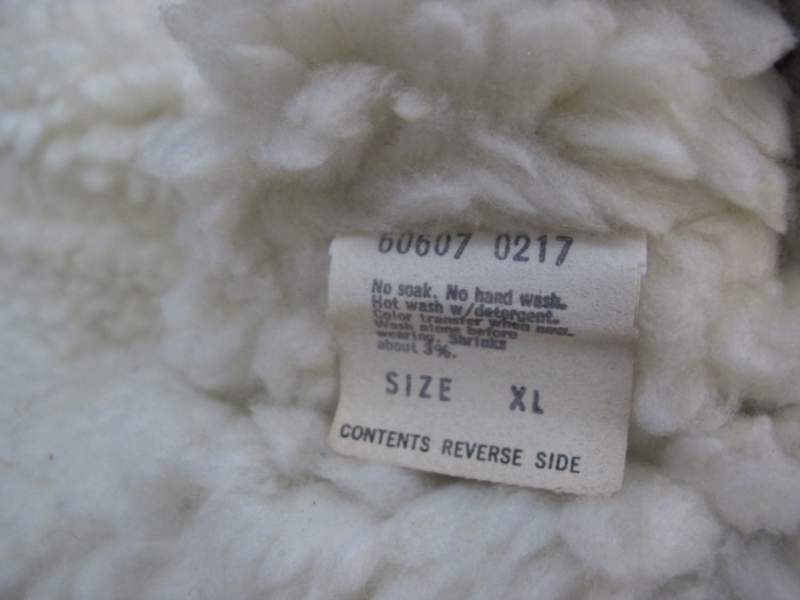 60607 0217
No soak. No hand wash.
Hot wash w/detergent.
Color transfer when new.
Wash alone before
wearing. Shrinks
about 3%.
SIZE XL
CONTENTS REVERSE SIDE